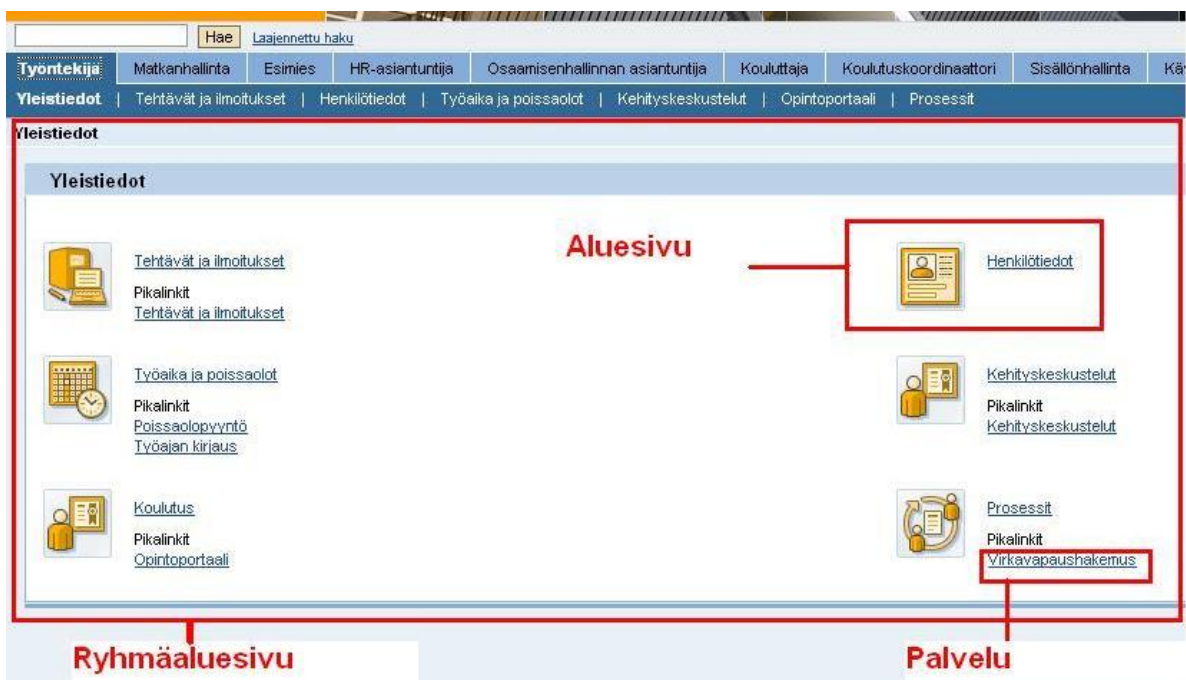 Hae Laajennettu haku
Työntekijä Matkanhallinta Esimies HR-asiantuntija Osaamisenhallinnan asiantuntija Kouluttaja Koulutuskoordinaattori Sisällönhallinta
Yleistiedot | Tehtävät ja ilmoitukset | Henkilötiedot | Työaika ja poissaolot | Kehityskeskustelut | Opintoportaali | Prosessit
Yleistiedot
Yleistiedot
Aluesivu
Tehtävät ja ilmoitukset
Pikalinkit
Tehtävät ja ilmoitukset
Henkilötiedot
Työaika ja poissaolot
Pikalinkit
Poissaolopyyntö
Työajan kirjaus
Kehityskeskustelut
Pikalinkit
Kehityskeskustelut
Koulutus
Pikalinkit
Opintoportaali
Prosessit
Pikalinkit
Virkavapaushakemus
Ryhmäaluesivu
Palvelu